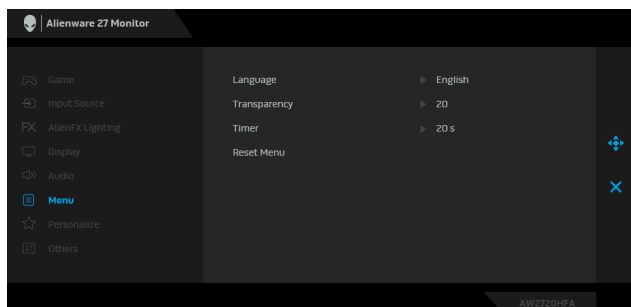 Alienware 27 Monitor
Game
Input Source
AlienFX Lighting
Display
Audio
Menu
Personalize
Others
Language English
Transparency 20
Timer 20 s
Reset Menu
AW2720HFA